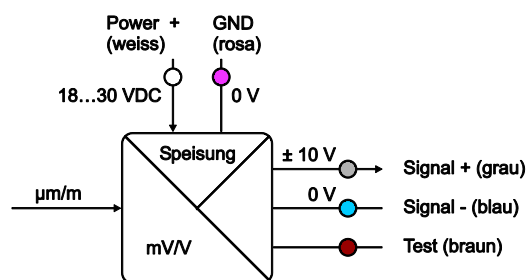 Power + GND
(weiss) (rosa)
18...30 VDC 0 V
Speisung
± 10 V Signal + (grau)
µm/m
0 V Signal - (blau)
mV/V Test (braun)